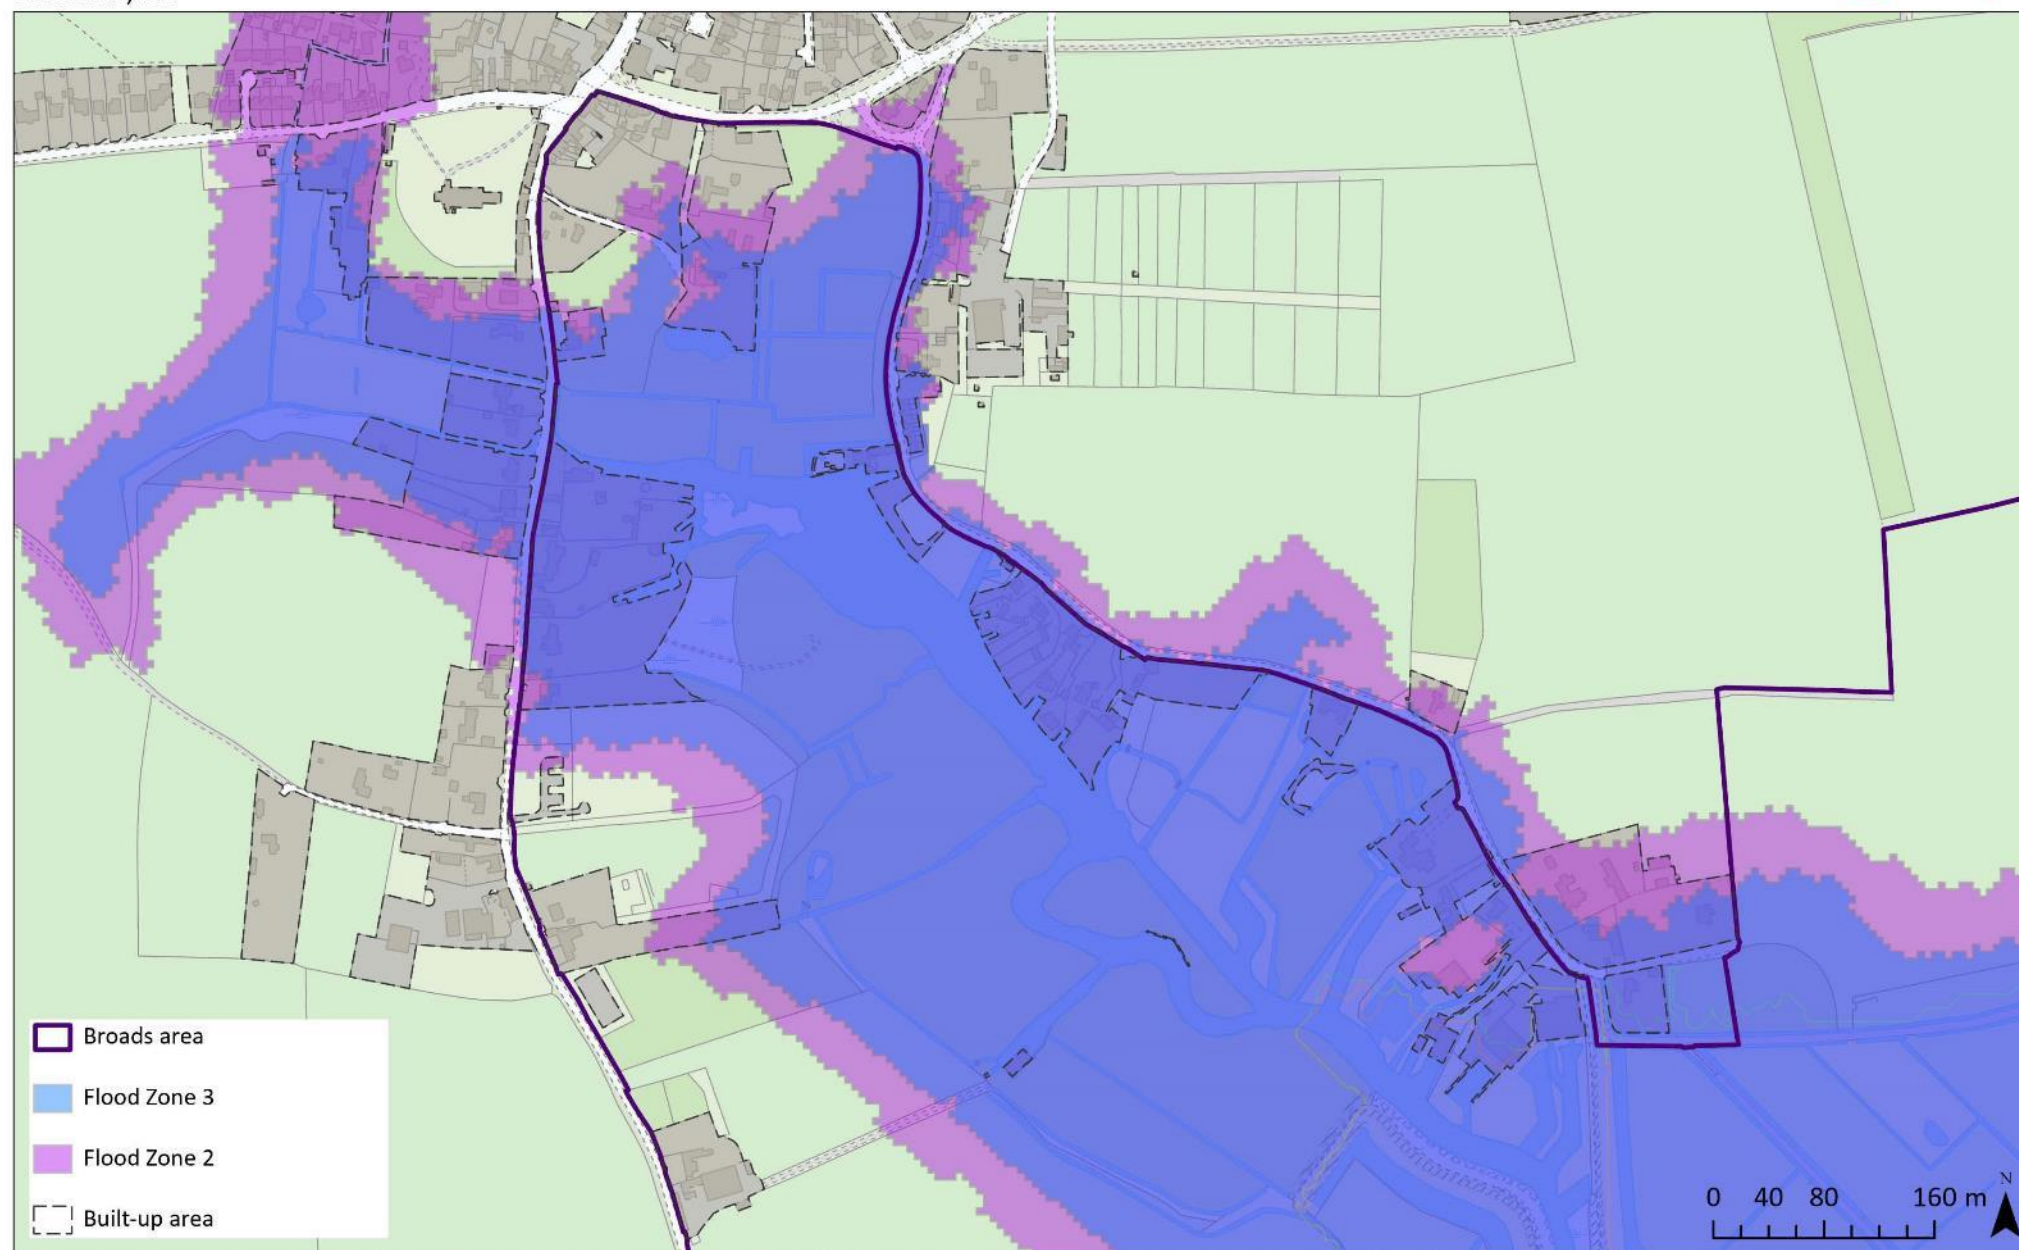 Broads area
Flood Zone 3
Flood Zone 2
Built-up area
0 40 80 160 m
N